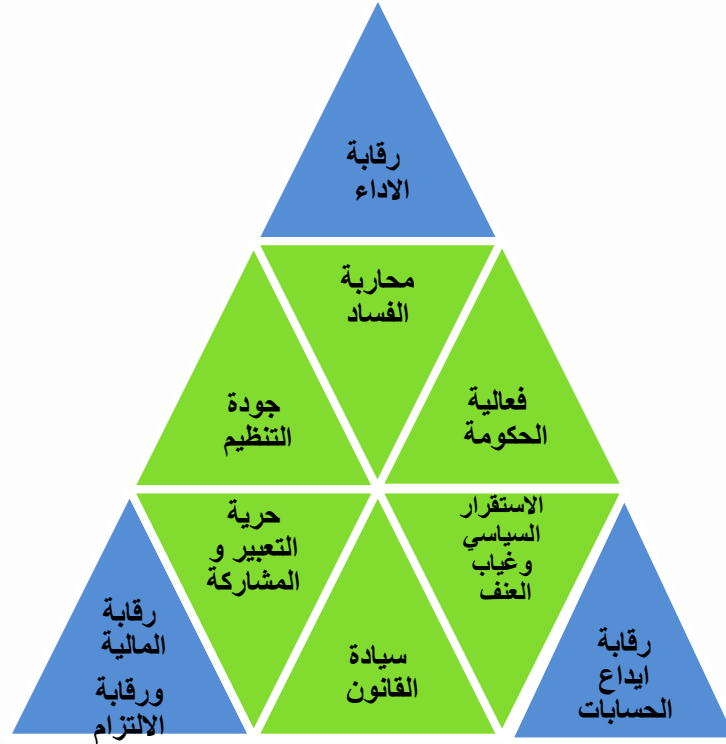 رقابة
الاداء
محاربة
الفساد
جودة
التنظيم
فعالية
الحكومة
حرية
التعبير و
المشاركة
الاستقرار
السياسي
وغياب
العنف
رقابة
المالية
ورقابة
الالتزام
سيادة
القانون
رقابة
ايداع
الحسابات